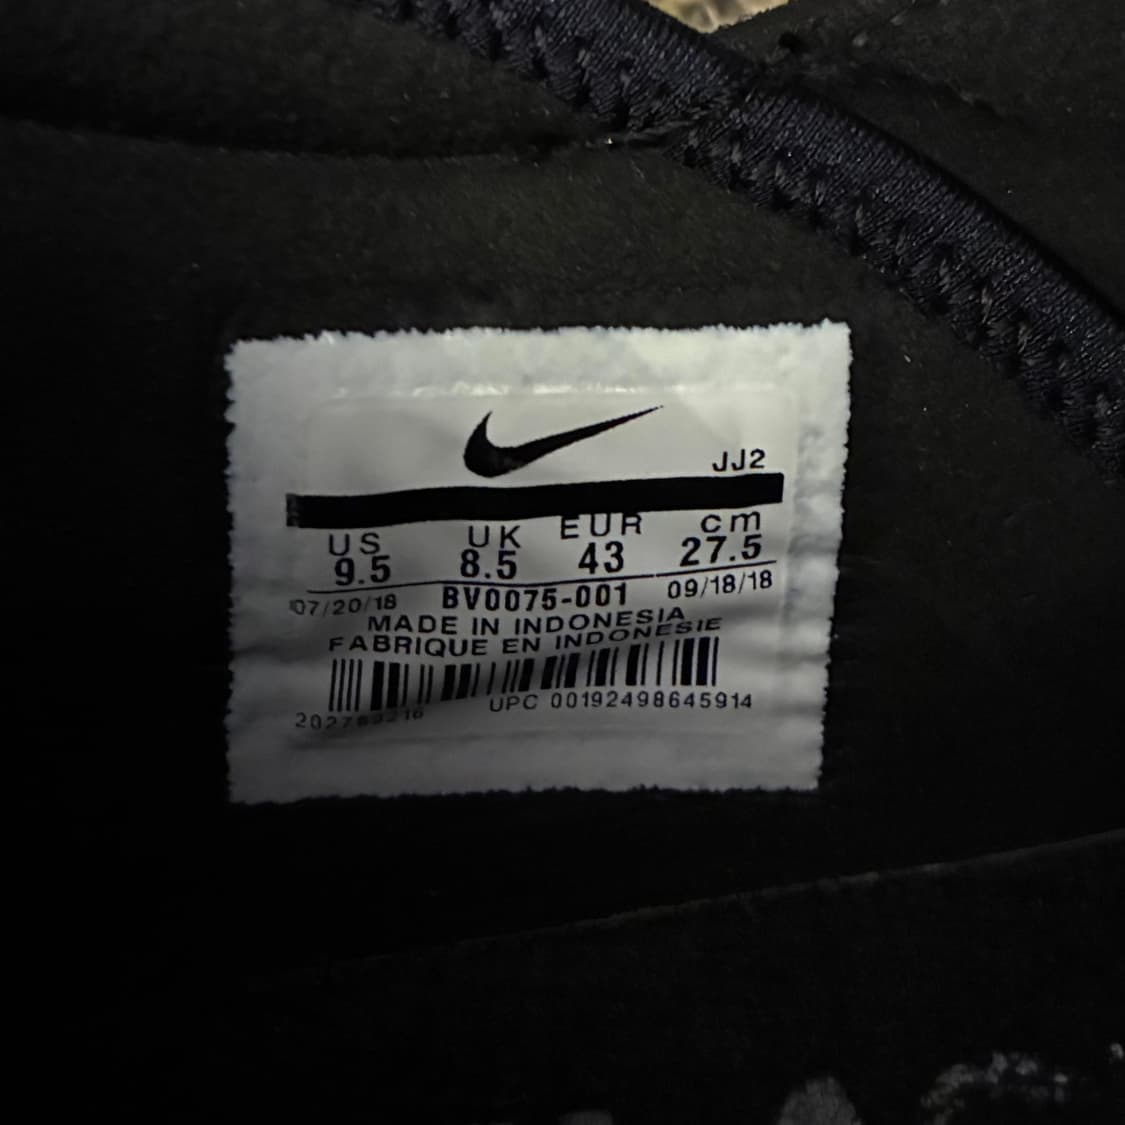 JJ2
US UK EUR cm
9.5 8.5 43 27.5
07/20/18 BV0075-001 09/18/18
MADE IN INDONESIA
FABRIQUE EN INDONESIE
UPC 00192498645914